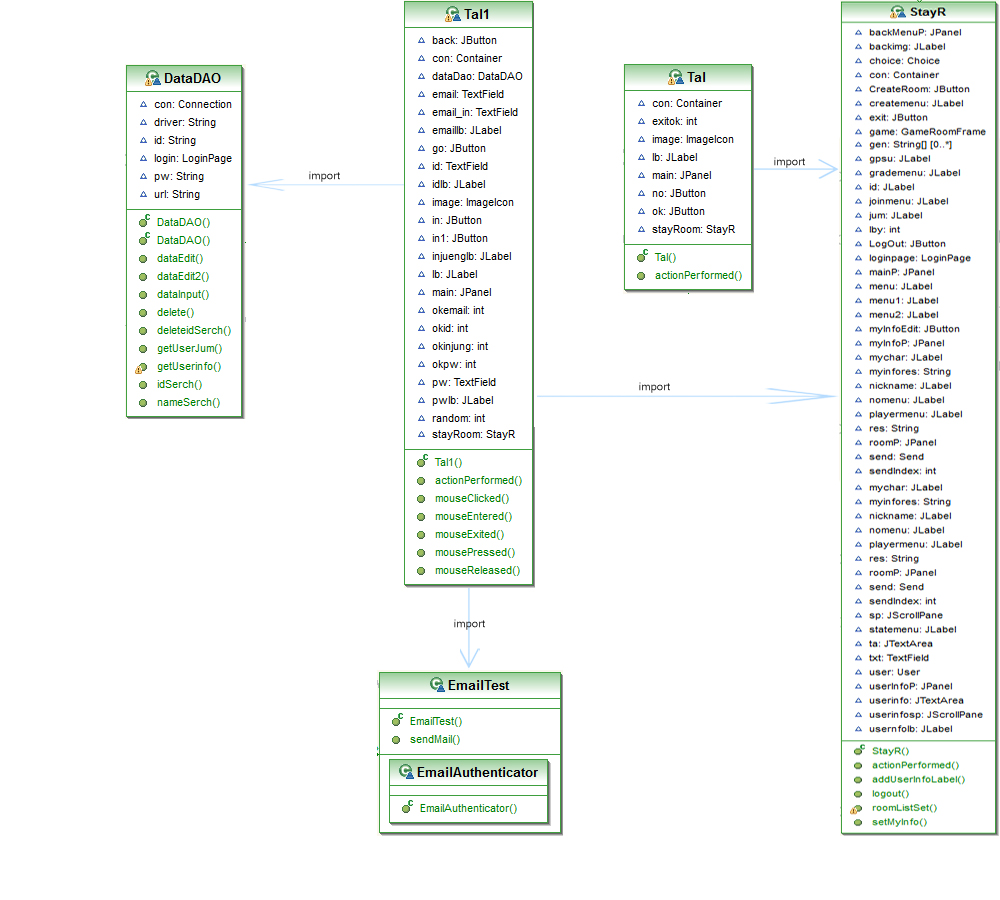 DataDAO
con: Connection
driver: String
id: String
login: LoginPage
pw: String
url: String
DataDAO()
DataDAO()
dataEdit()
dataEdit2()
dataInput()
delete()
deleteidSerch()
getUserJum()
getUserinfo()
idSerch()
nameSerch()
import
Tal1
back: JButton
con: Container
dataDao: DataDAO
email: TextField
email_in: TextField
emaillb: JLabel
go: JButton
id: TextField
idlb: JLabel
image: ImageIcon
in: JButton
in1: JButton
injuenglb: JLabel
lb: JLabel
main: JPanel
okemail: int
okid: int
okinjung: int
okpw: int
pw: TextField
pwlb: JLabel
random: int
stayRoom: StayR
Tal1()
actionPerformed()
mouseClicked()
mouseEntered()
mouseExited()
mousePressed()
mouseReleased()
import
import
EmailTest
EmailTest()
sendMail()
EmailAuthenticator
EmailAuthenticator()
Tal
con: Container
exitok: int
image: ImageIcon
lb: JLabel
main: JPanel
no: JButton
ok: JButton
stayRoom: StayR
Tal()
actionPerformed()
import
StayR
backMenuP: JPanel
backimg: JLabel
choice: Choice
con: Container
CreateRoom: JButton
createmenu: JLabel
exit: JButton
game: GameRoomFrame
gen: String[] [0..*]
gpsu: JLabel
grademenu: JLabel
id: JLabel
joinmenu: JLabel
jum: JLabel
lby: int
LogOut: JButton
loginpage: LoginPage
mainP: JPanel
menu: JLabel
menu1: JLabel
menu2: JLabel
myInfoEdit: JButton
myInfoP: JPanel
mychar: JLabel
myinfores: String
nickname: JLabel
nomenu: JLabel
playermenu: JLabel
res: String
roomP: JPanel
send: Send
sendIndex: int
mychar: JLabel
myinfores: String
nickname: JLabel
nomenu: JLabel
playermenu: JLabel
res: String
roomP: JPanel
send: Send
sendIndex: int
sp: JScrollPane
statemenu: JLabel
ta: JTextArea
txt: TextField
user: User
userInfoP: JPanel
userinfo: JTextArea
userinfosp: JScrollPane
usernfolb: JLabel
StayR()
actionPerformed()
addUserInfoLabel()
logout()
roomListSet()
setMyInfo()